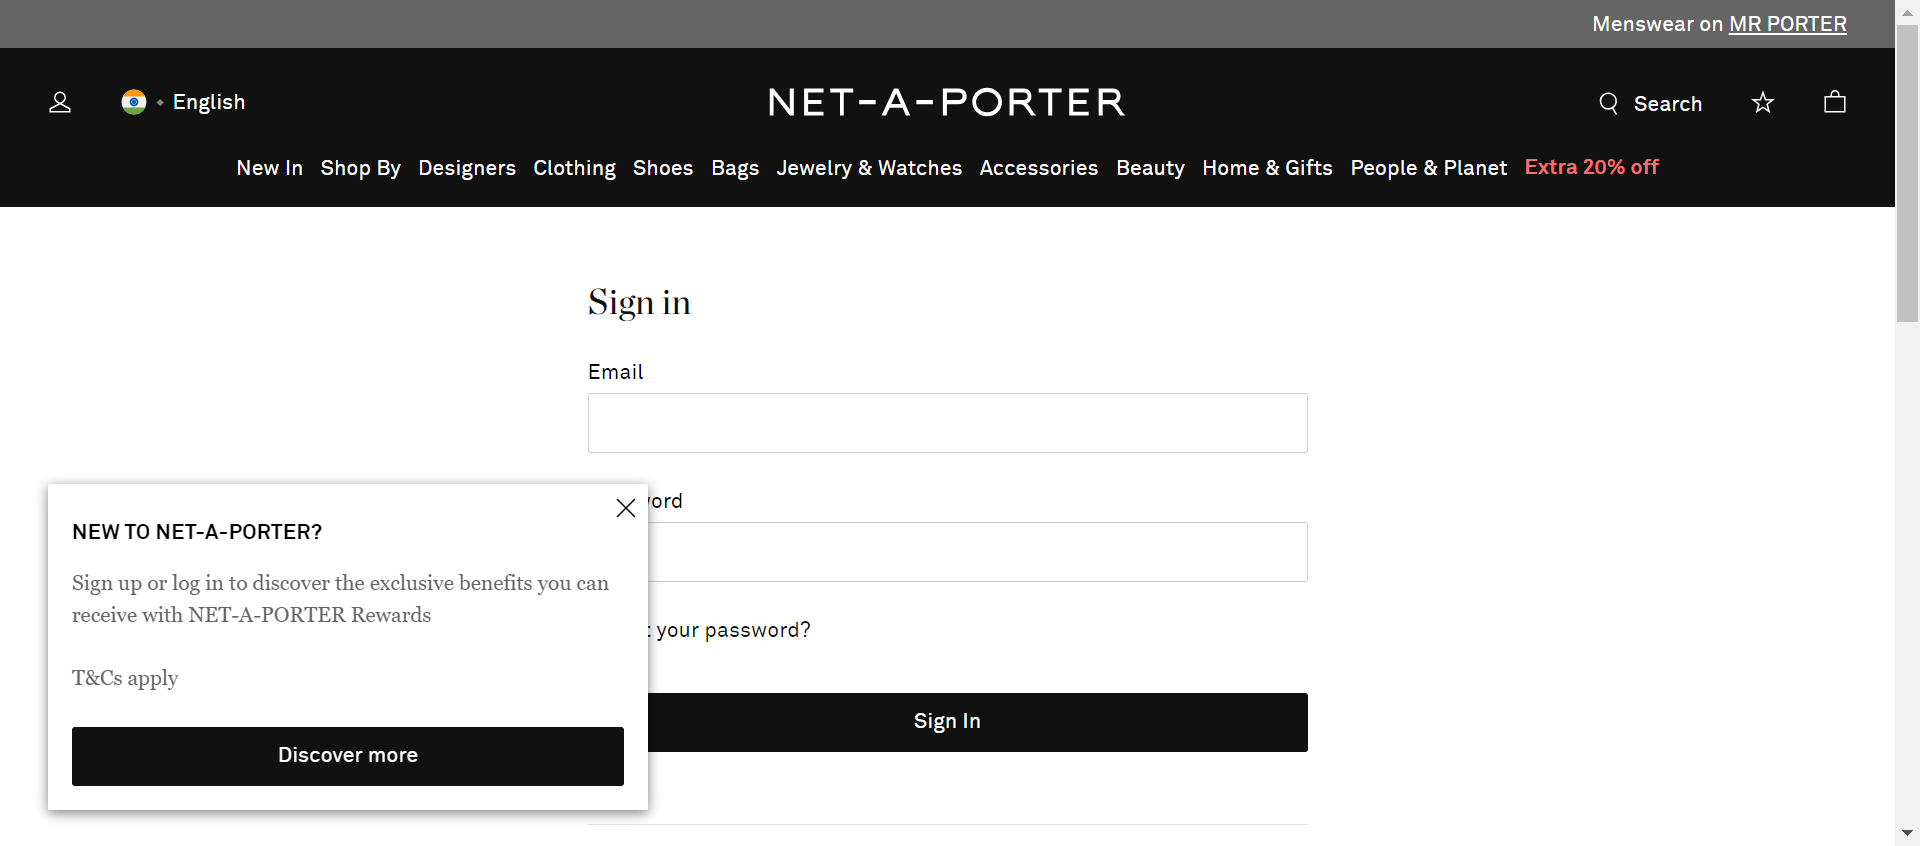 Menswear on MR PORTER
English
NET-A-PORTER
Search
New In Shop By Designers Clothing Shoes Bags Jewelry & Watches Accessories Beauty Home & Gifts People & Planet Extra 20% off
Sign in
Email
NEW TO NET-A-PORTER?
Sign up or log in to discover the exclusive benefits you can
receive with NET-A-PORTER Rewards
T&Cs apply
Discover more
your password?
Sign In